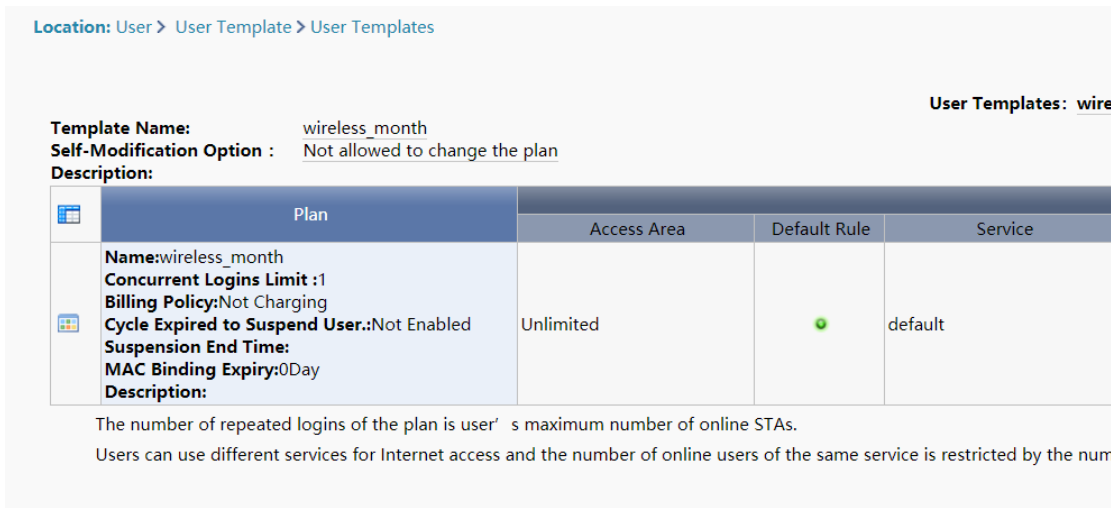 Location: User > User Template > User Templates
User Templates: wire
Template Name: wireless_month
Self-Modification Option : Not allowed to change the plan
Description:
Plan
Access Area Default Rule Service
Name:wireless_month
Concurrent Logins Limit :1
Billing Policy:Not Charging
Cycle Expired to Suspend User.:Not Enabled
Suspension End Time:
MAC Binding Expiry:0Day
Description:
Unlimited default
The number of repeated logins of the plan is user’s maximum number of online STAs.
Users can use different services for Internet access and the number of online users of the same service is restricted by the num